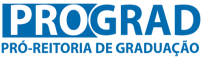 PROGRAD
PRÓ-REITORIA DE GRADUAÇÃO